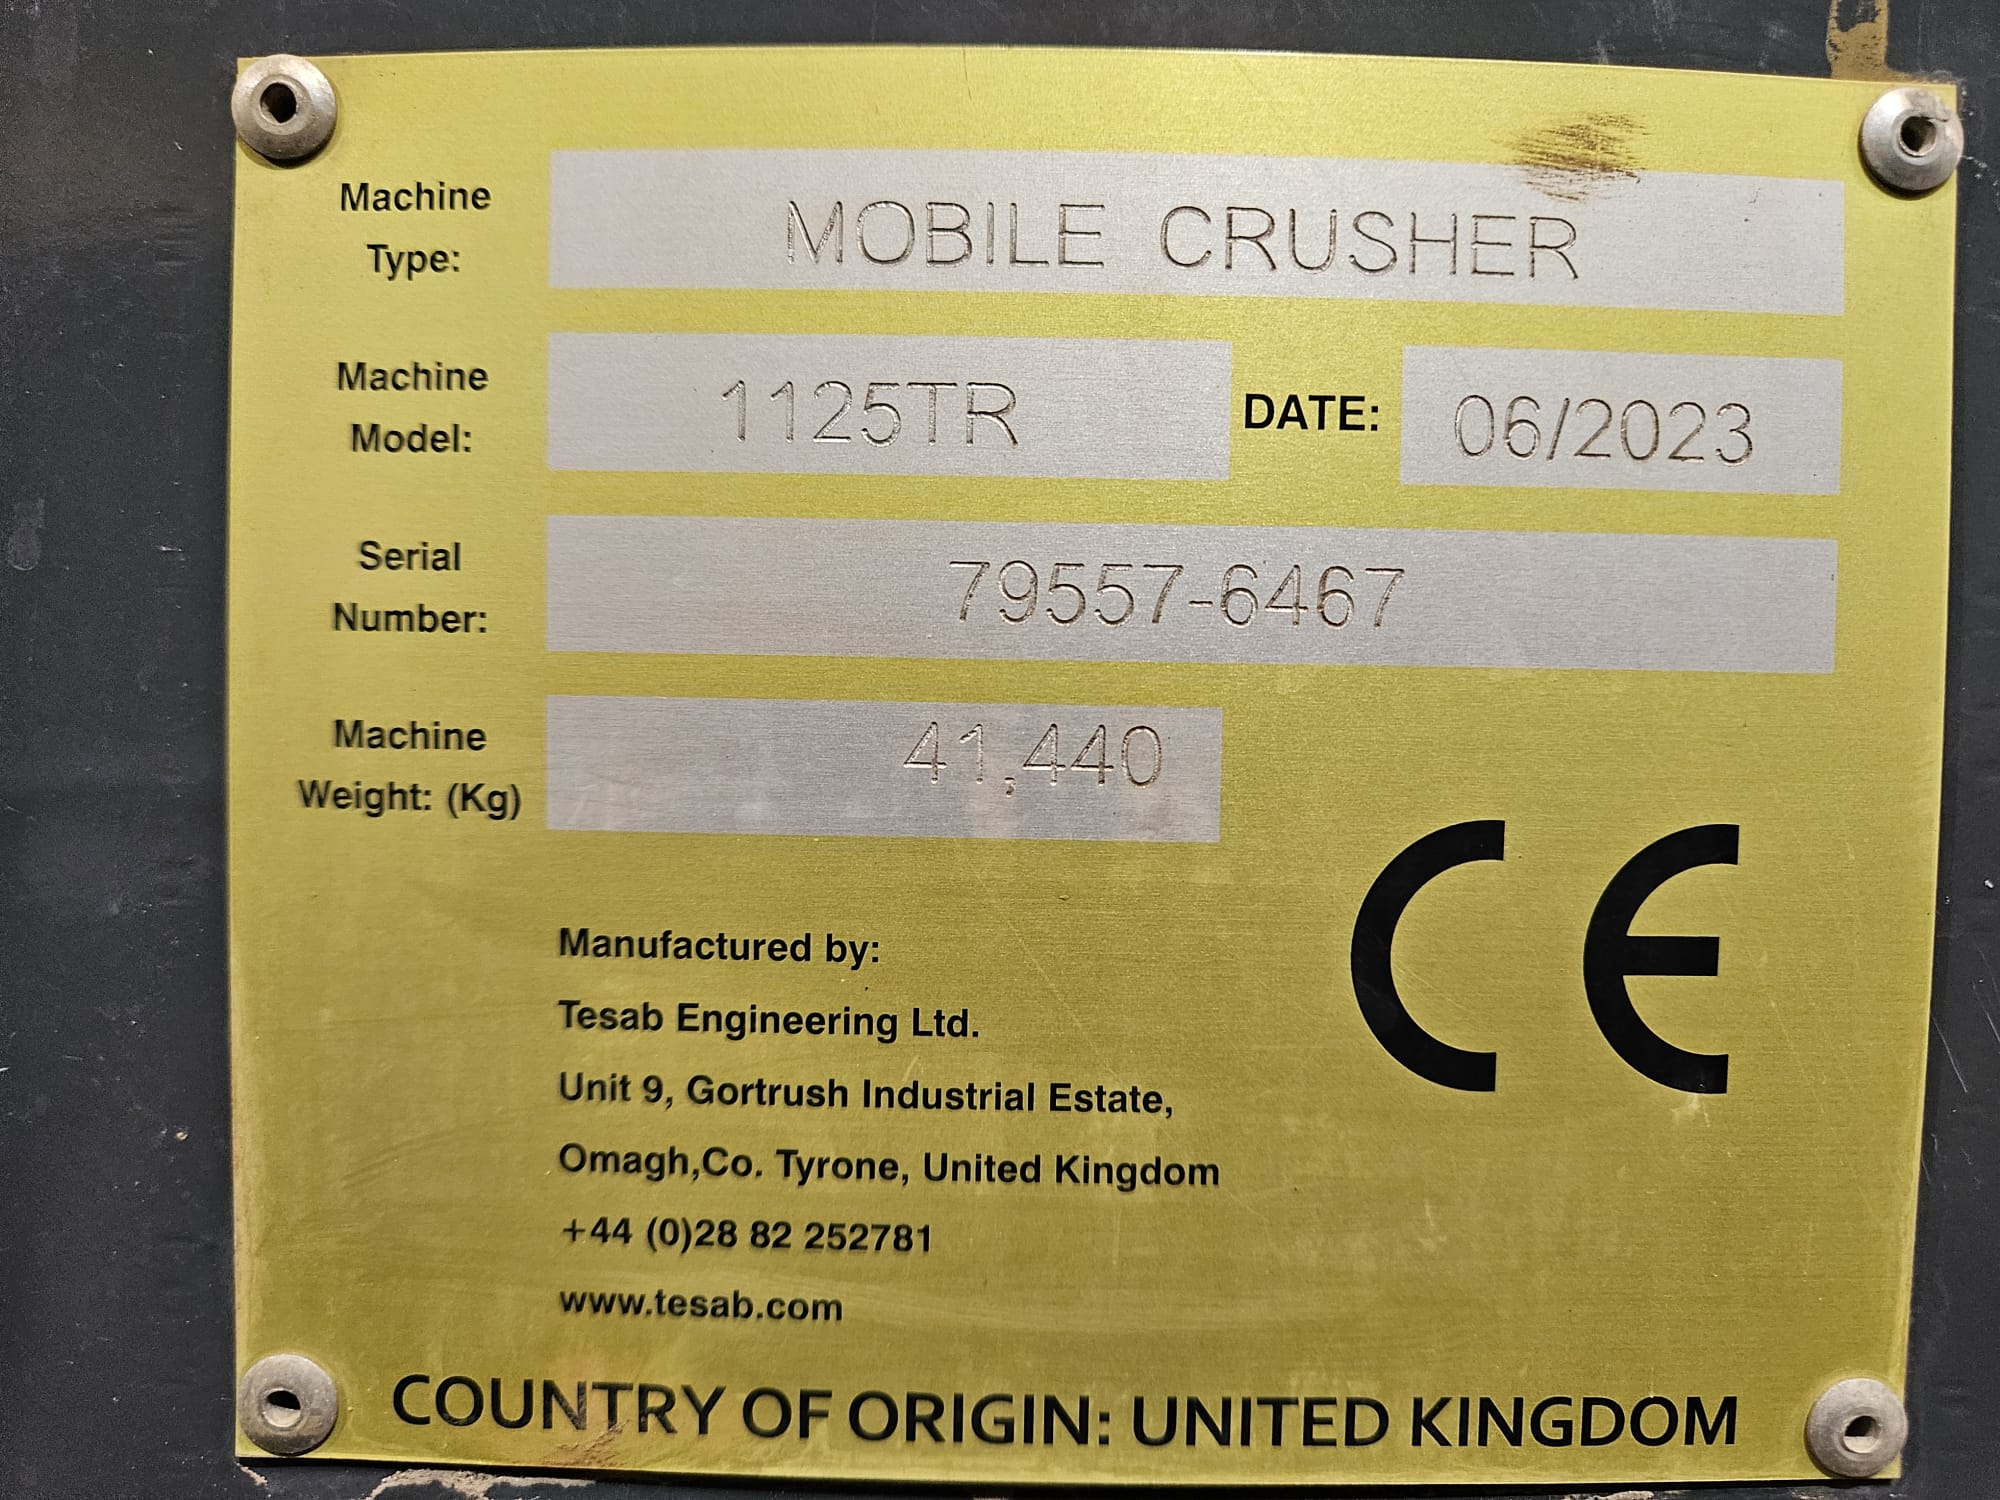 Machine Type: MOBILE CRUSHER
Machine Model: 1125TR DATE: 06/2023
Serial Number: 79557-6467
Machine Weight: (Kg) 41,440
CE
Manufactured by:
Tesab Engineering Ltd.
Unit 9, Gortrush Industrial Estate,
Omagh,Co. Tyrone, United Kingdom
+44 (0)28 82 252781
www.tesab.com
COUNTRY OF ORIGIN: UNITED KINGDOM